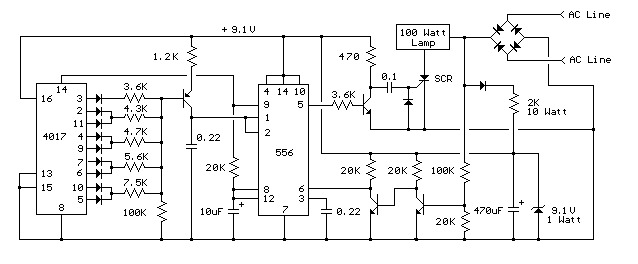 AC Line
+ 9.1 V
100 Watt
Lamp
AC Line
1.2K
470
0.1
SCR
14
3.6K
4 14 10
3.6K
2K
10 Watt
16
3
9
5
2
4.3K
1
11
2
4017
4
4.7K
0.22
556
9
7
5.6K
20K
20K
20K
100K
13
6
15
10
7.5K
8
6
5
100K
10uF
+
12
3
0.22
20K
470uF
+
9.1V
1 Watt
8
7